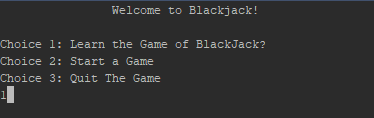 Welcome to Blackjack!
Choice 1: Learn the Game of BlackJack?
Choice 2: Start a Game
Choice 3: Quit The Game
1